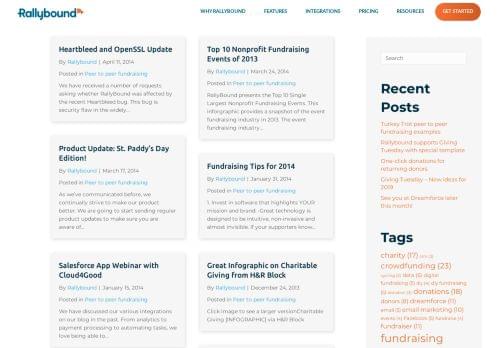 Rallybound
WHY RALLYBOUND
FEATURES
INTEGRATIONS
PRICING
RESOURCES
GET STARTED
Heartbleed and OpenSSL Update
By Rallybound | April 11, 2014
Posted in Peer to peer fundraising
We have received a number of requests
asking whether RallyBound was affected by
the recent Heartbleed bug. This bug is
security flaw in the widely...
Product Update: St. Paddy's Day
Edition!
By Rallybound | March 17, 2014
Posted in Peer to peer fundraising
As we've communicated before, we
continually strive to make our product
better. We are going to start sending regular
product updates to make sure you are
aware of...
Salesforce App Webinar with
Cloud4Good
By Rallybound | January 15, 2014
Posted in Peer to peer fundraising
We have discussed our various integrations
on our blog in the past. From analytics to
payment processing to automating tasks, we
being able to...
Top 10 Nonprofit Fundraising
Events of 2013
By Rallybound | March 24, 2014
Posted in Peer to peer fundraising
RallyBound presents the Top 10 Single
Largest Nonprofit Fundraising Events. This
infographic provides a snapshot of the event
fundraising industry in 2013. The event
fundraising industry...
Fundraising Tips for 2014
By Rallybound | January 31, 2014
Posted in Peer to peer fundraising
1. Invest in software that highlights YOUR
mission and brand -Great technology is
designed to be intuitive, non-invasive and
almost invisible. If your supporters know...
Great Infographic on Charitable
Giving from H&R Block
By Rallybound | December 24, 2013
Posted in Peer to peer fundraising
Click image to see a larger versionCharitable
Giving [INFOGRAPHIC] via H&R Block
Search
Recent
Posts
Turkey Trot peer to peer
fundraising examples
Rallybound supports Giving
Tuesday with special template
One-click donations for
returning donors
Giving Tuesday – New ideas for
2019
See you at Dreamforce later
this month!
Tags
charity (17)
crowdfunding (23)
cycling data (5) digital
fundraising (5) diy (4) diy fundraising
(5) donation donations (18)
donors (8) dreamforce (11)
email (5) email marketing (10)
events (4) Facebook (5) fundraise (4)
fundraiser (11)
fundraising